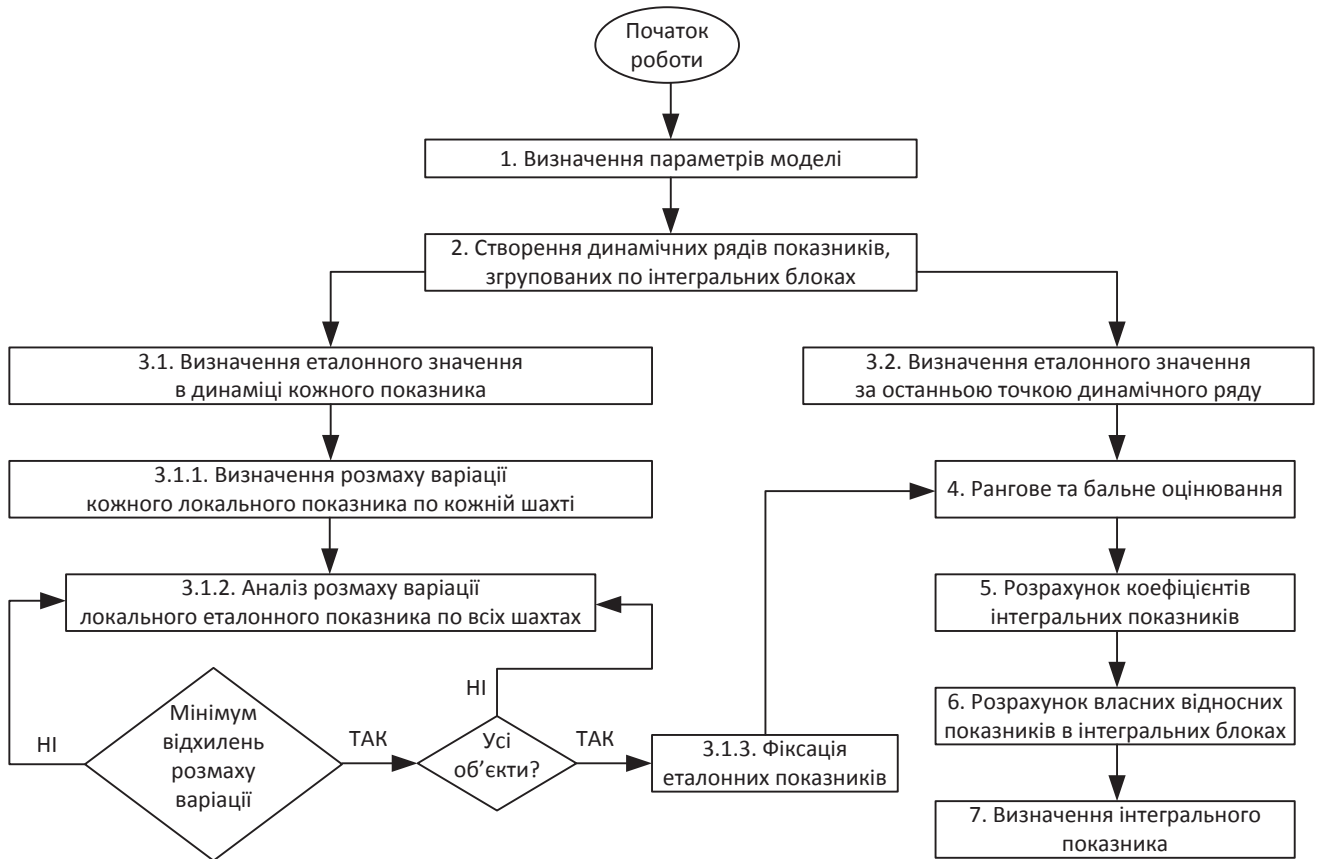 Початок
роботи
1. Визначення параметрів моделі
2. Створення динамічних рядів показників,
згрупованих по інтегральних блоках
3.1. Визначення еталонного значення
в динаміці кожного показника
3.2. Визначення еталонного значення
за останньою точкою динамічного ряду
3.1.1. Визначення розмаху варіації
кожного локального показника по кожній шахті
4. Рангове та бальне оцінювання
3.1.2. Аналіз розмаху варіації
локального еталонного показника по всіх шахтах
5. Розрахунок коефіцієнтів
інтегральних показників
НІ
Мінімум
відхилень
розмаху
варіації
ТАК
НІ
Усі
об’єкти?
ТАК
3.1.3. Фіксація
еталонних показників
6. Розрахунок власних відносних
показників в інтегральних блоках
7. Визначення інтегрального
показника